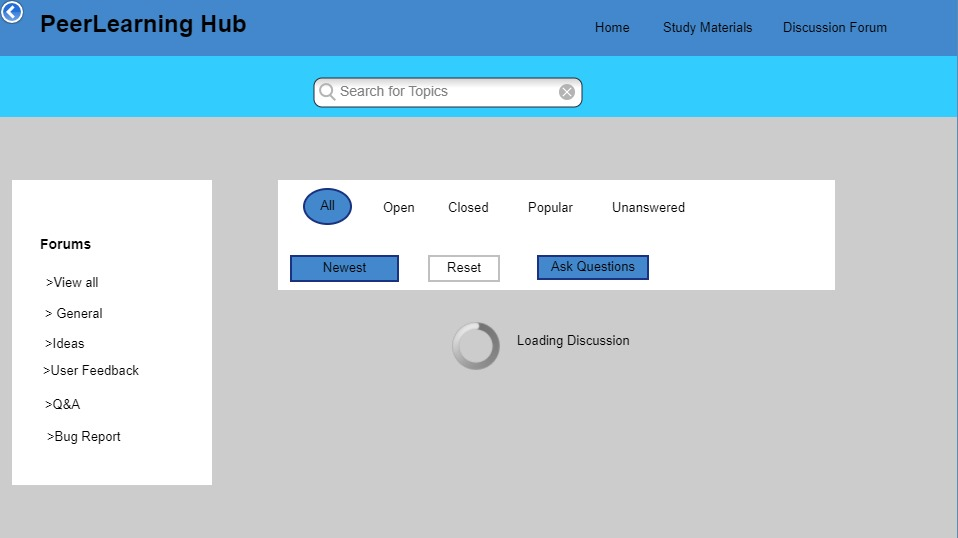 PeerLearning Hub
Home Study Materials Discussion Forum
Search for Topics
All Open Closed Popular Unanswered
Newest Reset Ask Questions
Forums
>View all
> General
>Ideas
>User Feedback
>Q&A
>Bug Report
Loading Discussion